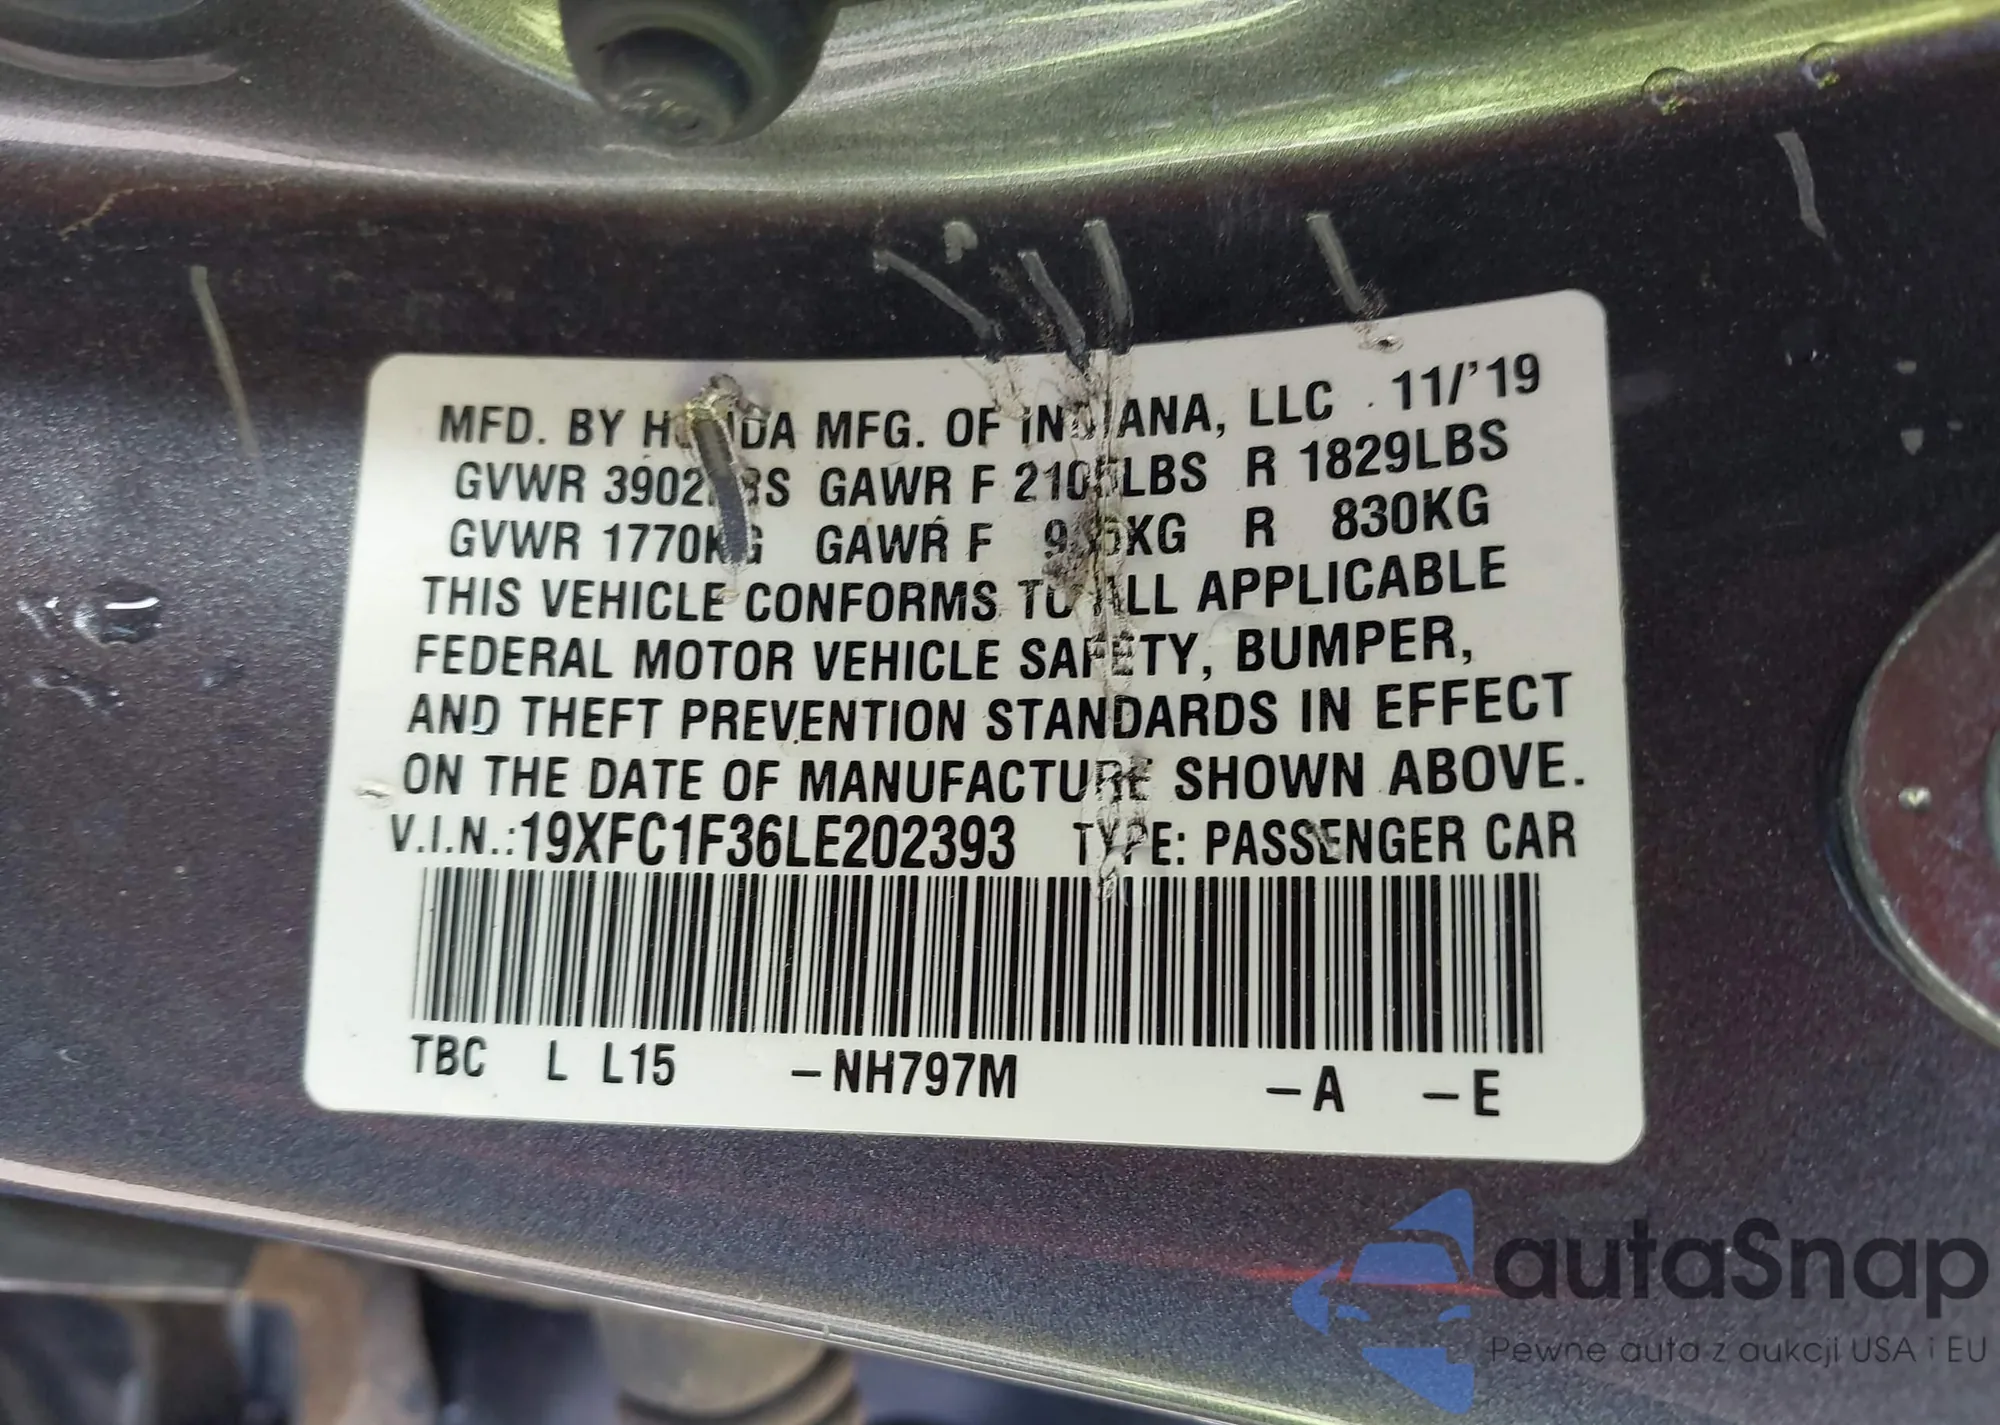 MFD. BY HONDA MFG. OF INDIANA, LLC 11/'19
GVWR 3902LBS GAWR F 2105LBS R 1829LBS
GVWR 1770KG GAWR F R 830KG
THIS VEHICLE CONFORMS TO ALL APPLICABLE
FEDERAL MOTOR VEHICLE SAFETY, BUMPER,
AND THEFT PREVENTION STANDARDS IN EFFECT
ON THE DATE OF MANUFACTURE SHOWN ABOVE.
V.I.N.:19XFC1F36LE202393 TYPE: PASSENGER CAR
TBC L L15 –NH797M –A –E
autaSnap
Pewne auta z aukcji USA i EU